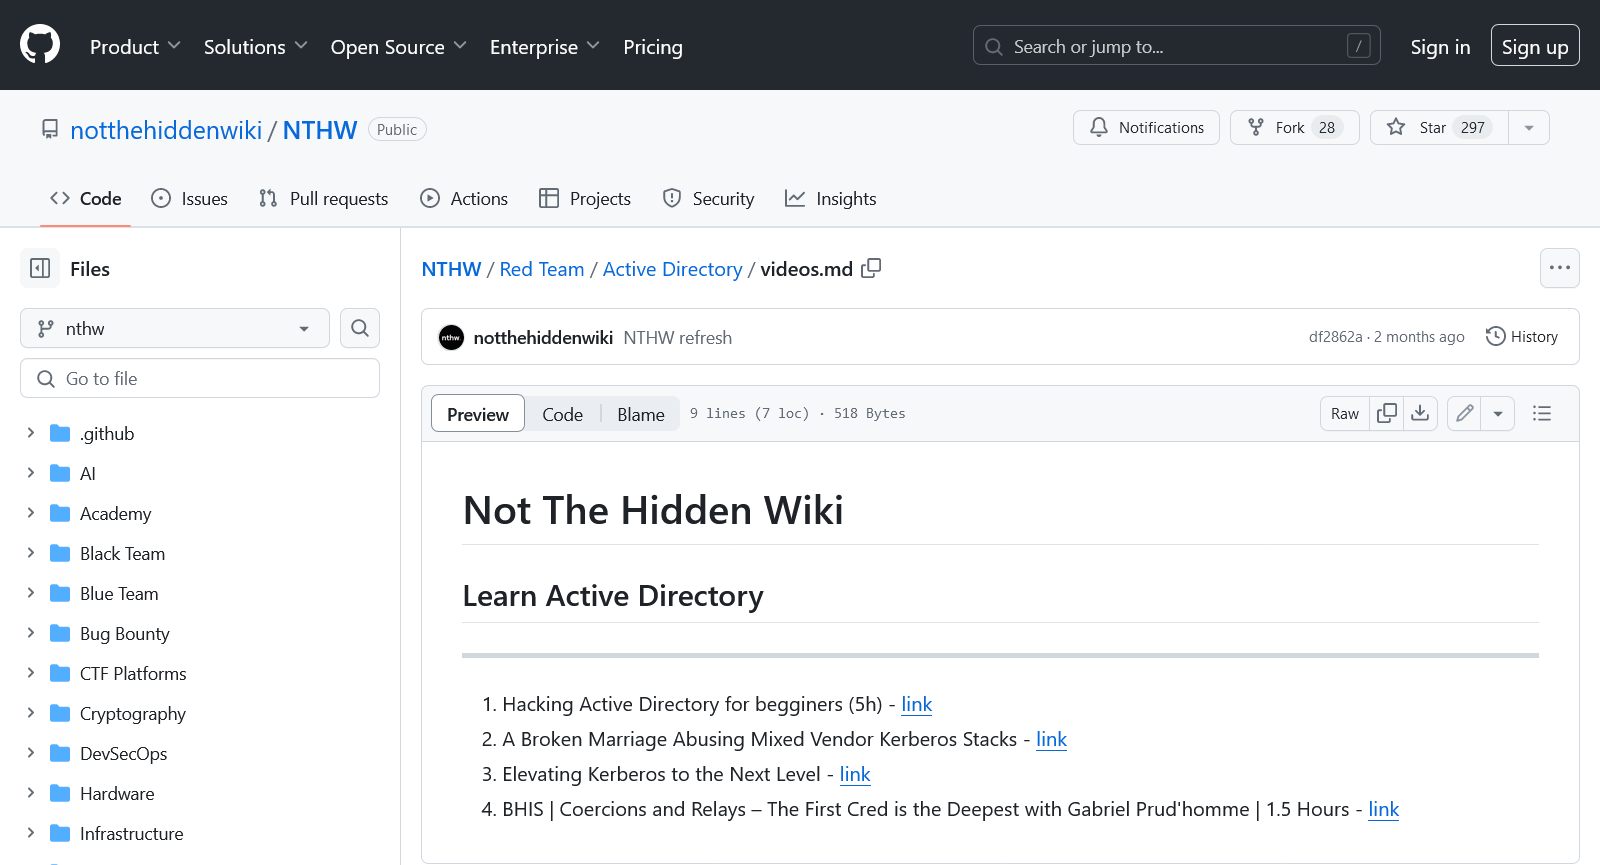 Product Solutions Open Source Enterprise Pricing Search or jump to... / Sign in Sign up
notthehiddenwiki / NTHW Public Notifications Fork 28 Star 297
Code Issues Pull requests Actions Projects Security Insights
Files
nthw
Go to file
.github
AI
Academy
Black Team
Blue Team
Bug Bounty
CTF Platforms
Cryptography
DevSecOps
Hardware
Infrastructure
NTHW / Red Team / Active Directory / videos.md
nthw notthehiddenwiki NTHW refresh df2862a · 2 months ago History
Preview Code Blame 9 lines (7 loc) · 518 Bytes Raw
Not The Hidden Wiki
Learn Active Directory
1. Hacking Active Directory for begginers (5h) - link
2. A Broken Marriage Abusing Mixed Vendor Kerberos Stacks - link
3. Elevating Kerberos to the Next Level - link
4. BHIS | Coercions and Relays – The First Cred is the Deepest with Gabriel Prud'homme | 1.5 Hours - link